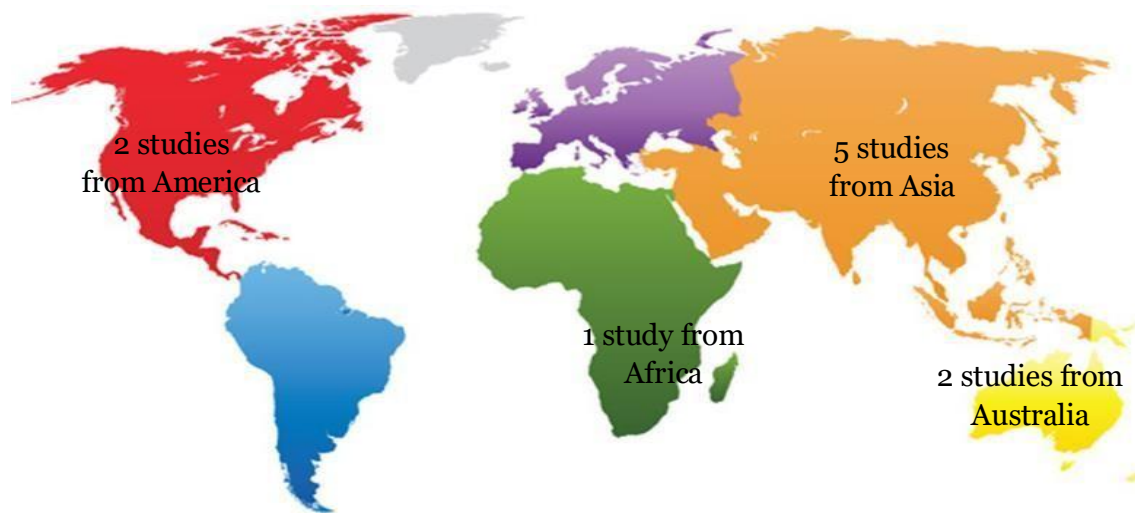 2 studies
from America
5 studies
from Asia
1 study from
Africa
2 studies from
Australia